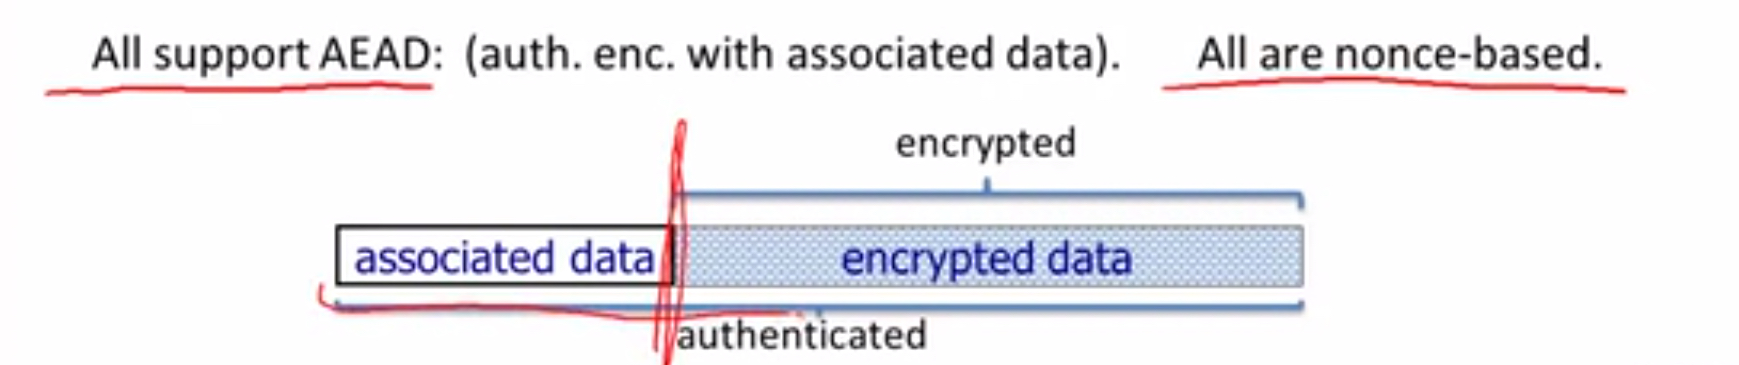 All support AEAD: (auth. enc. with associated data). All are nonce-based.
encrypted
associated data encrypted data
authenticated